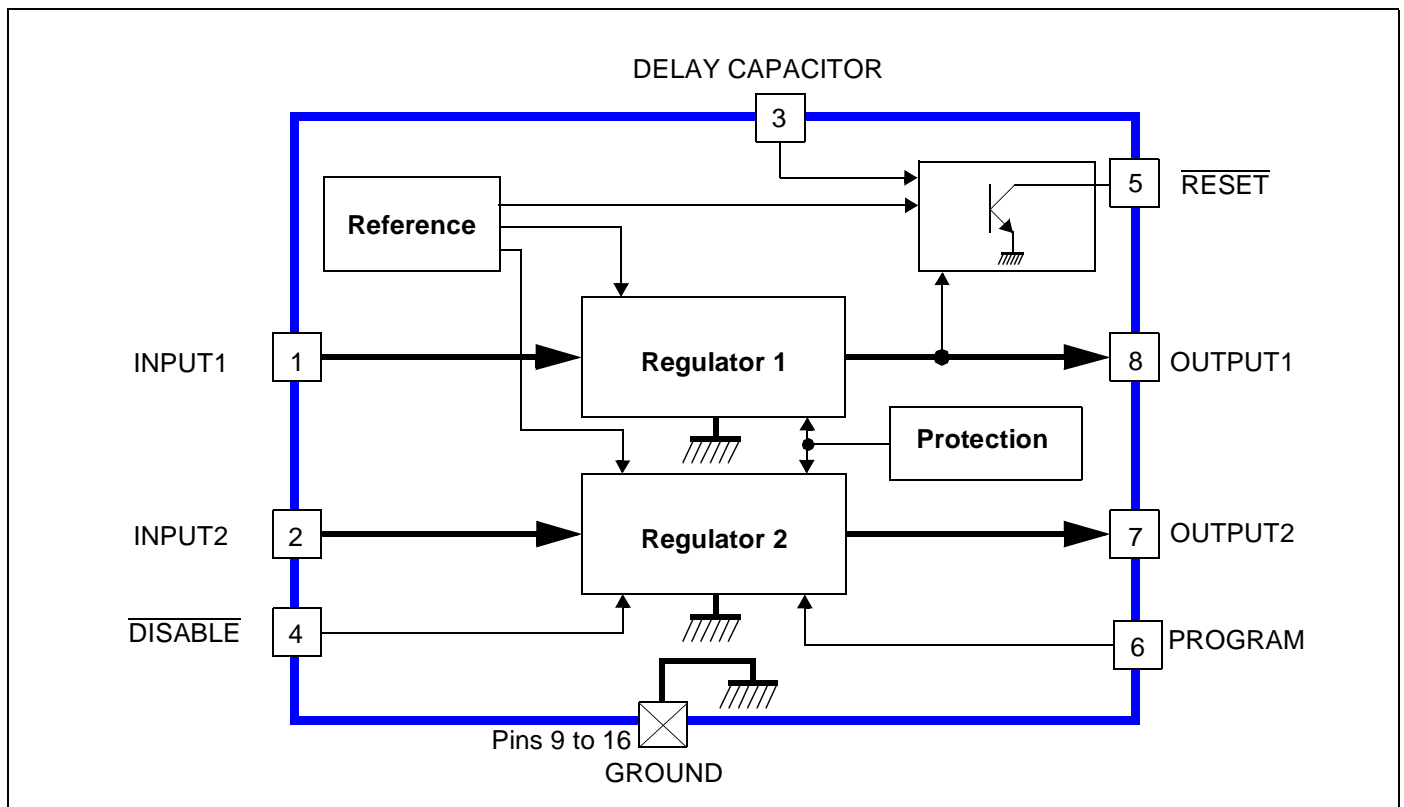 DELAY CAPACITOR
3
5
RESET
Reference
INPUT1
1
Regulator 1
8
OUTPUT1
Protection
INPUT2
2
Regulator 2
7
OUTPUT2
DISABLE
4
6
PROGRAM
Pins 9 to 16
GROUND